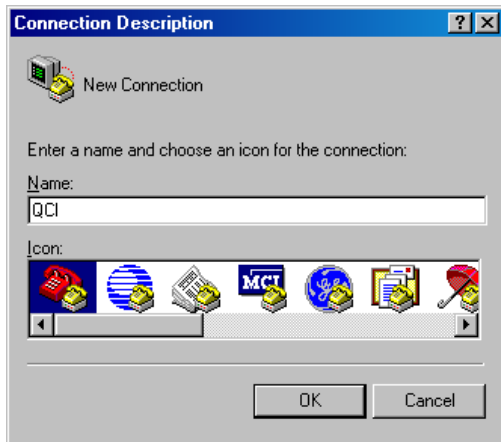 Connection Description
New Connection
Enter a name and choose an icon for the connection:
Name:
QCI
Icon:
MCI
OK
Cancel